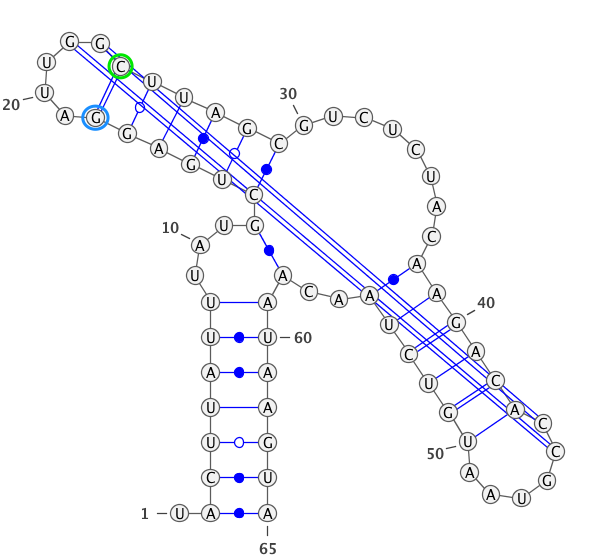 1
U A C U U A U U U A
10
U G C U G A G G A U
20
U G G C U U A G C G
30
U C U C U A C A A G
40
A C A C C G U A A U
50
G U C U A A C A A U
60
A A G U A
65